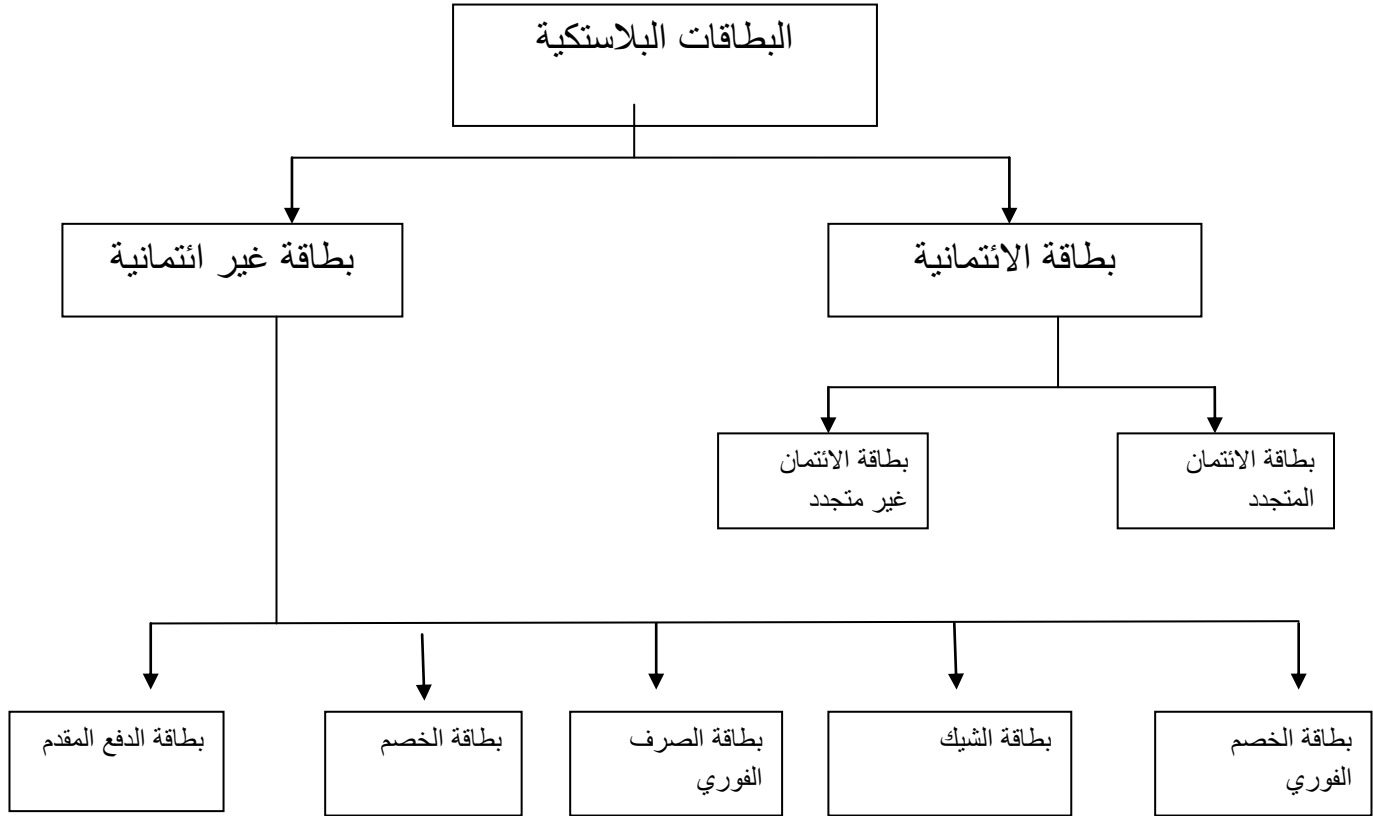 البطاقات البلاستكية
بطاقة الائتمانية
بطاقة غير ائتمانية
بطاقة الائتمان
المتجدد
بطاقة الائتمان
غير متجدد
بطاقة الخصم
الفوري
بطاقة الشيك
بطاقة الصرف
الفوري
بطاقة الخصم
بطاقة الدفع المقدم